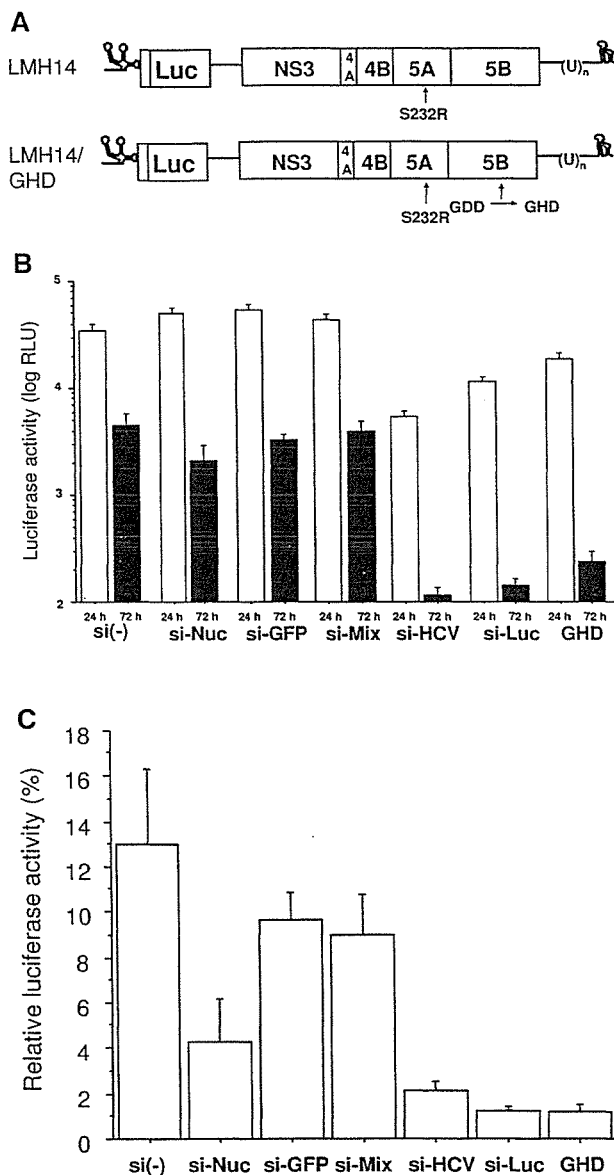 A
LMH14
Luc
NS3
4
A
4B
5A
5B
(U)n
S232R
LMH14/
GHD
Luc
NS3
4
A
4B
5A
5B
(U)n
S232R
GDD → GHD
B
Luciferase activity (log RLU)
5
4
3
2
24 h 72 h 24 h 72 h 24 h 72 h 24 h 72 h 24 h 72 h 24 h 72 h 24 h 72 h
si(-) si-Nuc si-GFP si-Mix si-HCV si-Luc GHD
C
Relative luciferase activity (%)
18
16
14
12
10
8
6
4
2
0
si(-) si-Nuc si-GFP si-Mix si-HCV si-Luc GHD